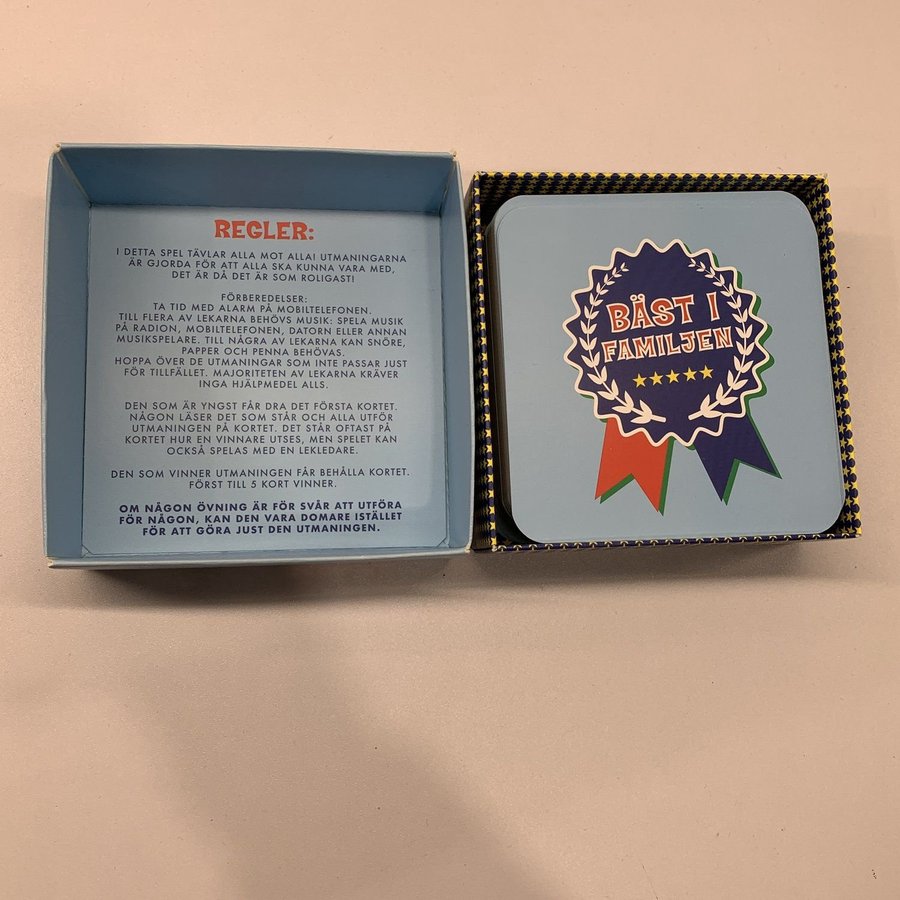 REGLER:
I DETTA SPEL TÄVLAR ALLA MOT ALLA! UTMANINGARNA
ÄR GJORDA FÖR ATT ALLA SKA KUNNA VARA MED,
DET ÄR DÅ DET ÄR SOM ROLIGAST!
FÖRBEREDELSER:
TA TID MED ALARM PÅ MOBILTELEFONEN.
TILL FLERA AV LEKARNA BEHÖVS MUSIK: SPELA MUSIK
PÅ RADION, MOBILTELEFONEN, DATORN ELLER ANNAN
MUSIKSPELARE. TILL NÅGRA AV LEKARNA KAN SNÖRE,
PAPPER OCH PENNA BEHÖVAS.
HOPPA ÖVER DE UTMANINGAR SOM INTE PASSAR JUST
FÖR TILLFÄLLET. MAJORITETEN AV LEKARNA KRÄVER
INGA HJÄLPMEDEL ALLS.
DEN SOM ÄR YNGST FÅR DRA DET FÖRSTA KORTET.
NÅGON LÄSER DET SOM STÅR OCH ALLA UTFÖR
UTMANINGEN PÅ KORTET. DET STÅR OFTAST PÅ
KORTET HUR EN VINNARE UTSES, MEN SPELET KAN
OCKSÅ SPELAS MED EN LEKLEDARE.
DEN SOM VINNER UTMANINGEN FÅR BEHÅLLA KORTET.
FÖRST TILL 5 KORT VINNER.
OM NÅGON ÖVNING ÄR FÖR SVÅR ATT UTFÖRA
FÖR NÅGON, KAN DEN VARA DOMARE ISTÄLLET
FÖR ATT GÖRA JUST DEN UTMANINGEN.
BÄST I
FAMILJEN